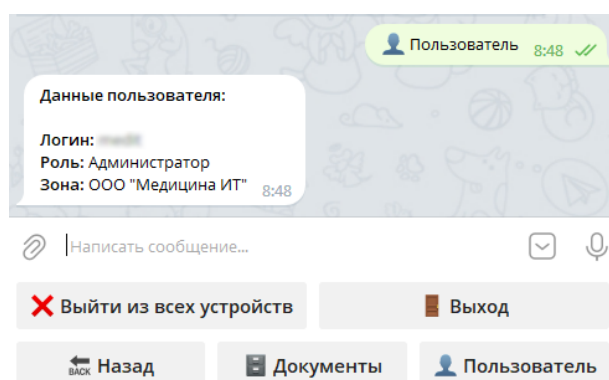 👤 Пользователь 8:48
Данные пользователя:
Логин:
Роль: Администратор
Зона: ООО "Медицина ИТ" 8:48
Написать сообщение...
❌ Выйти из всех устройств
🚪 Выход
🔙 Назад
🗄 Документы
👤 Пользователь